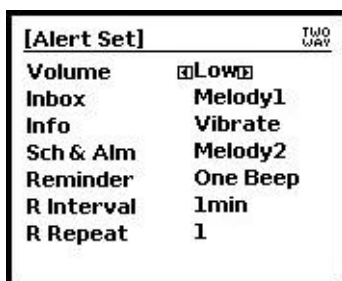 [Alert Set] TWO WAY
Volume Low
Inbox Melody1
Info Vibrate
Sch & Alm Melody2
Reminder One Beep
R Interval 1min
R Repeat 1